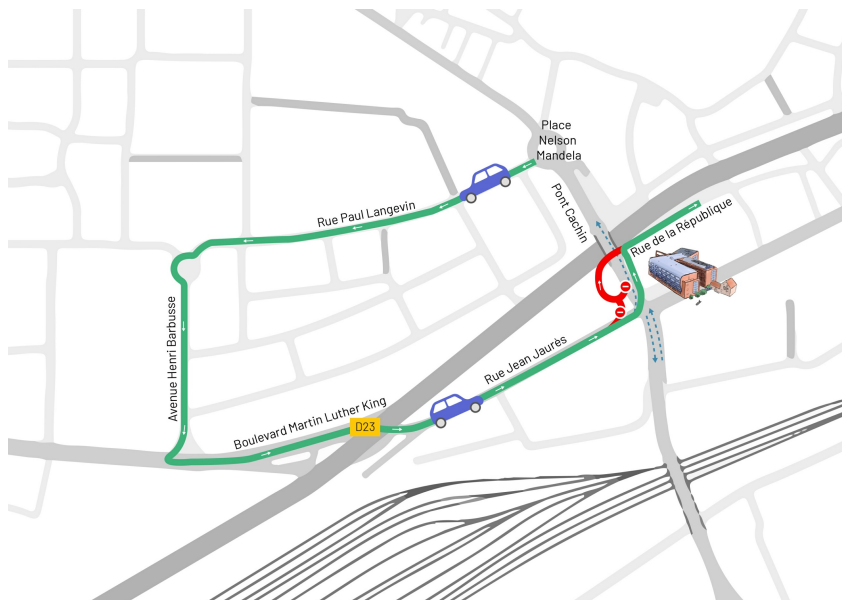 Place
Nelson
Mandela
Rue Paul Langevin
Pont Cachin
Rue de la République
Avenue Henri Barbusse
Rue Jean Jaurès
Boulevard Martin Luther King
D23